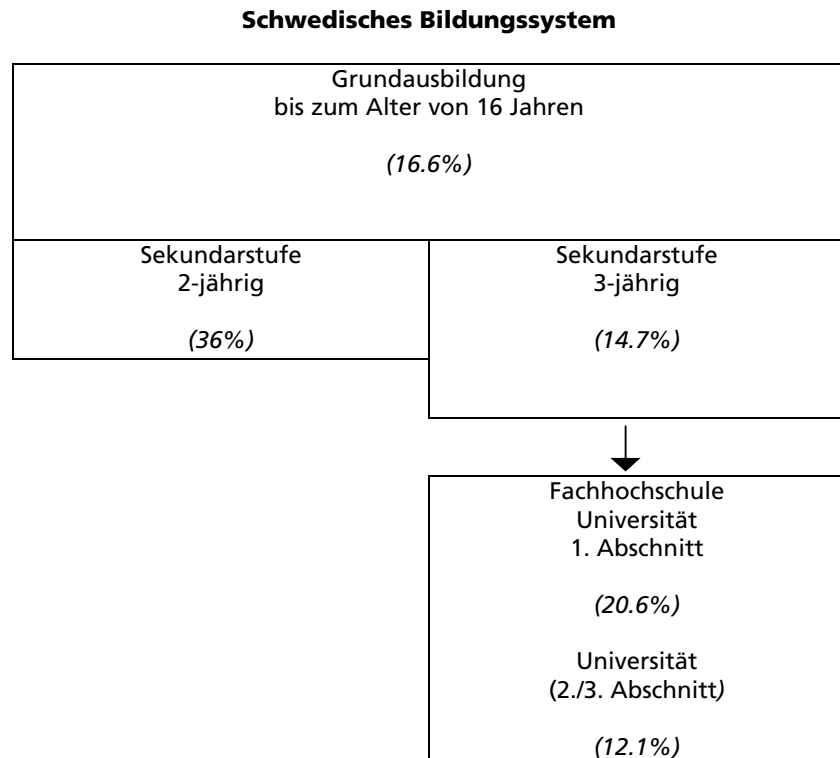 Schwedisches Bildungssystem
Grundausbildung
bis zum Alter von 16 Jahren
(16.6%)
Sekundarstufe
2-jährig
(36%)
Sekundarstufe
3-jährig
(14.7%)
Fachhochschule
Universität
1. Abschnitt
(20.6%)
Universität
(2./3. Abschnitt)
(12.1%)